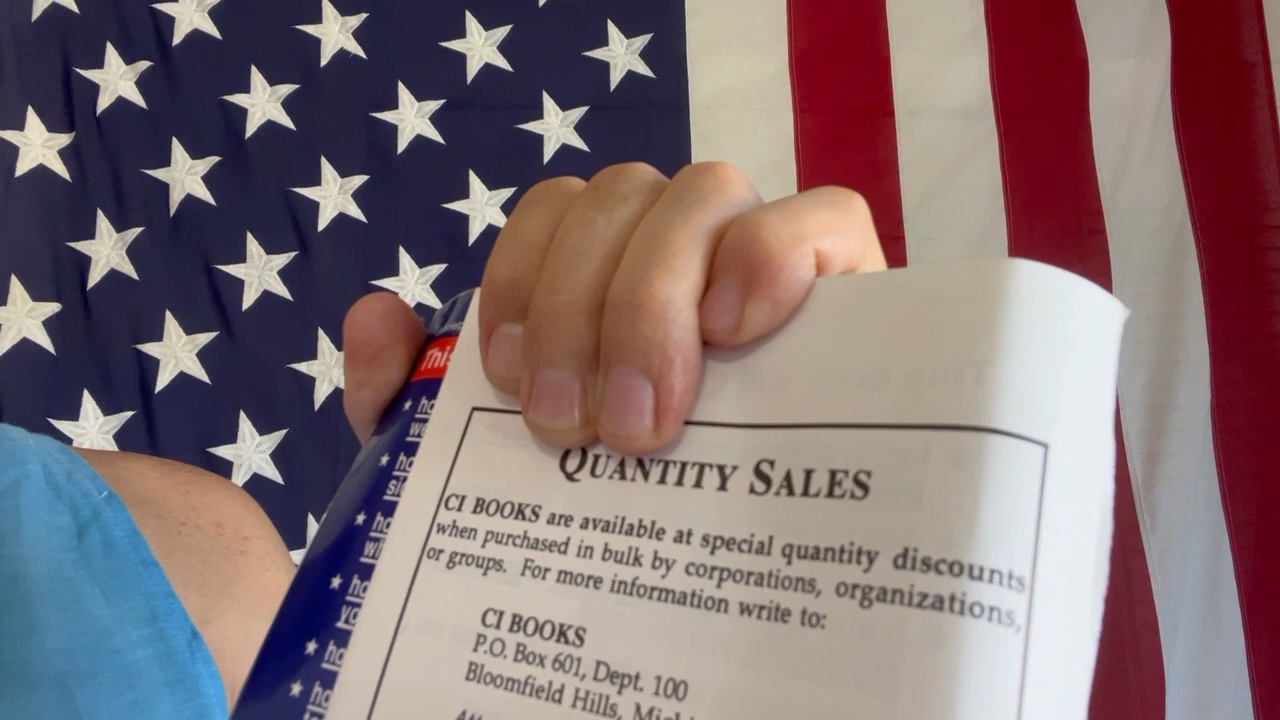 QUANTITY SALES
CI BOOKS are available at special quantity discounts
when purchased in bulk by corporations, organizations,
or groups. For more information write to:
CI BOOKS
P.O. Box 601, Dept. 100
Bloomfield Hills,